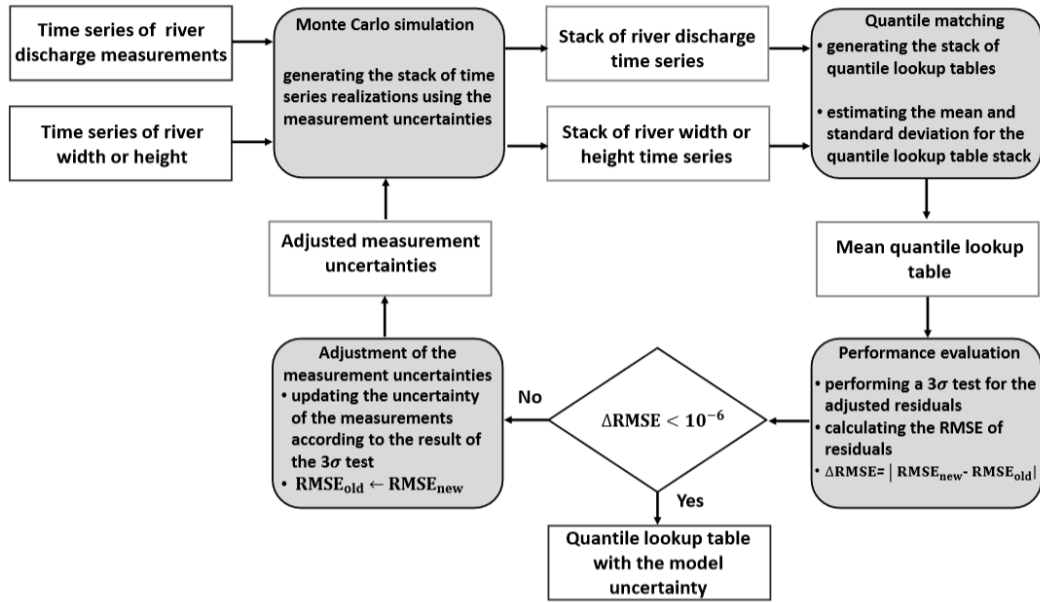 Time series of river
discharge measurements
Monte Carlo simulation
generating the stack of time
series realizations using the
measurement uncertainties
Stack of river discharge
time series
Quantile matching
• generating the stack of
quantile lookup tables
• estimating the mean and
standard deviation for the
quantile lookup table stack
Time series of river
width or height
Stack of river width or
height time series
Adjusted measurement
uncertainties
Mean quantile lookup
table
Adjustment of the
measurement uncertainties
• updating the uncertainty
of the measurements
according to the result of
the 3σ test
• RMSE_old ← RMSE_new
No
ΔRMSE < 10⁻⁶
Yes
Performance evaluation
• performing a 3σ test for the
adjusted residuals
• calculating the RMSE of
residuals
• ΔRMSE= | RMSE_new- RMSE_old|
Quantile lookup table
with the model
uncertainty